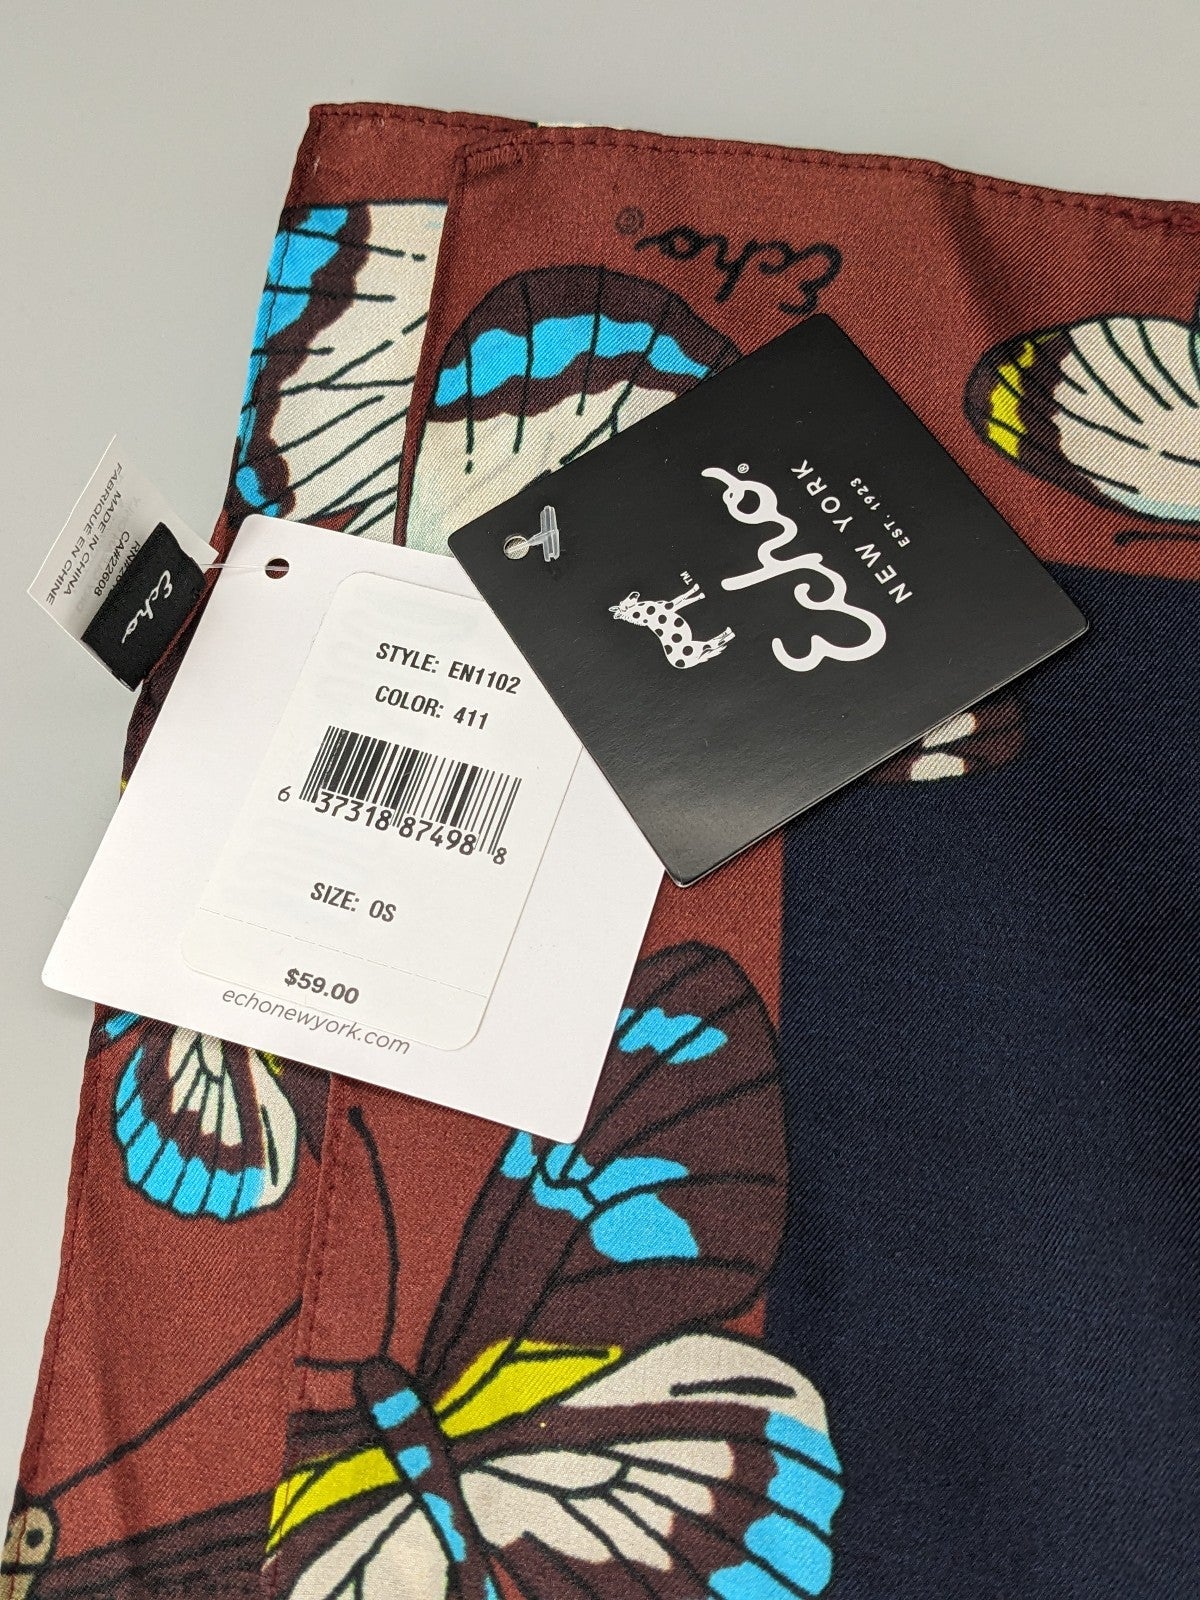 Echo®
Echo®
NEW YORK
EST. 1923
TM
MADE IN CHINA
FABRIQUE EN CHINE
Echo
STYLE: EN1102
COLOR: 411
6 37318 87498 8
SIZE: OS
$59.00
echonewyork.com